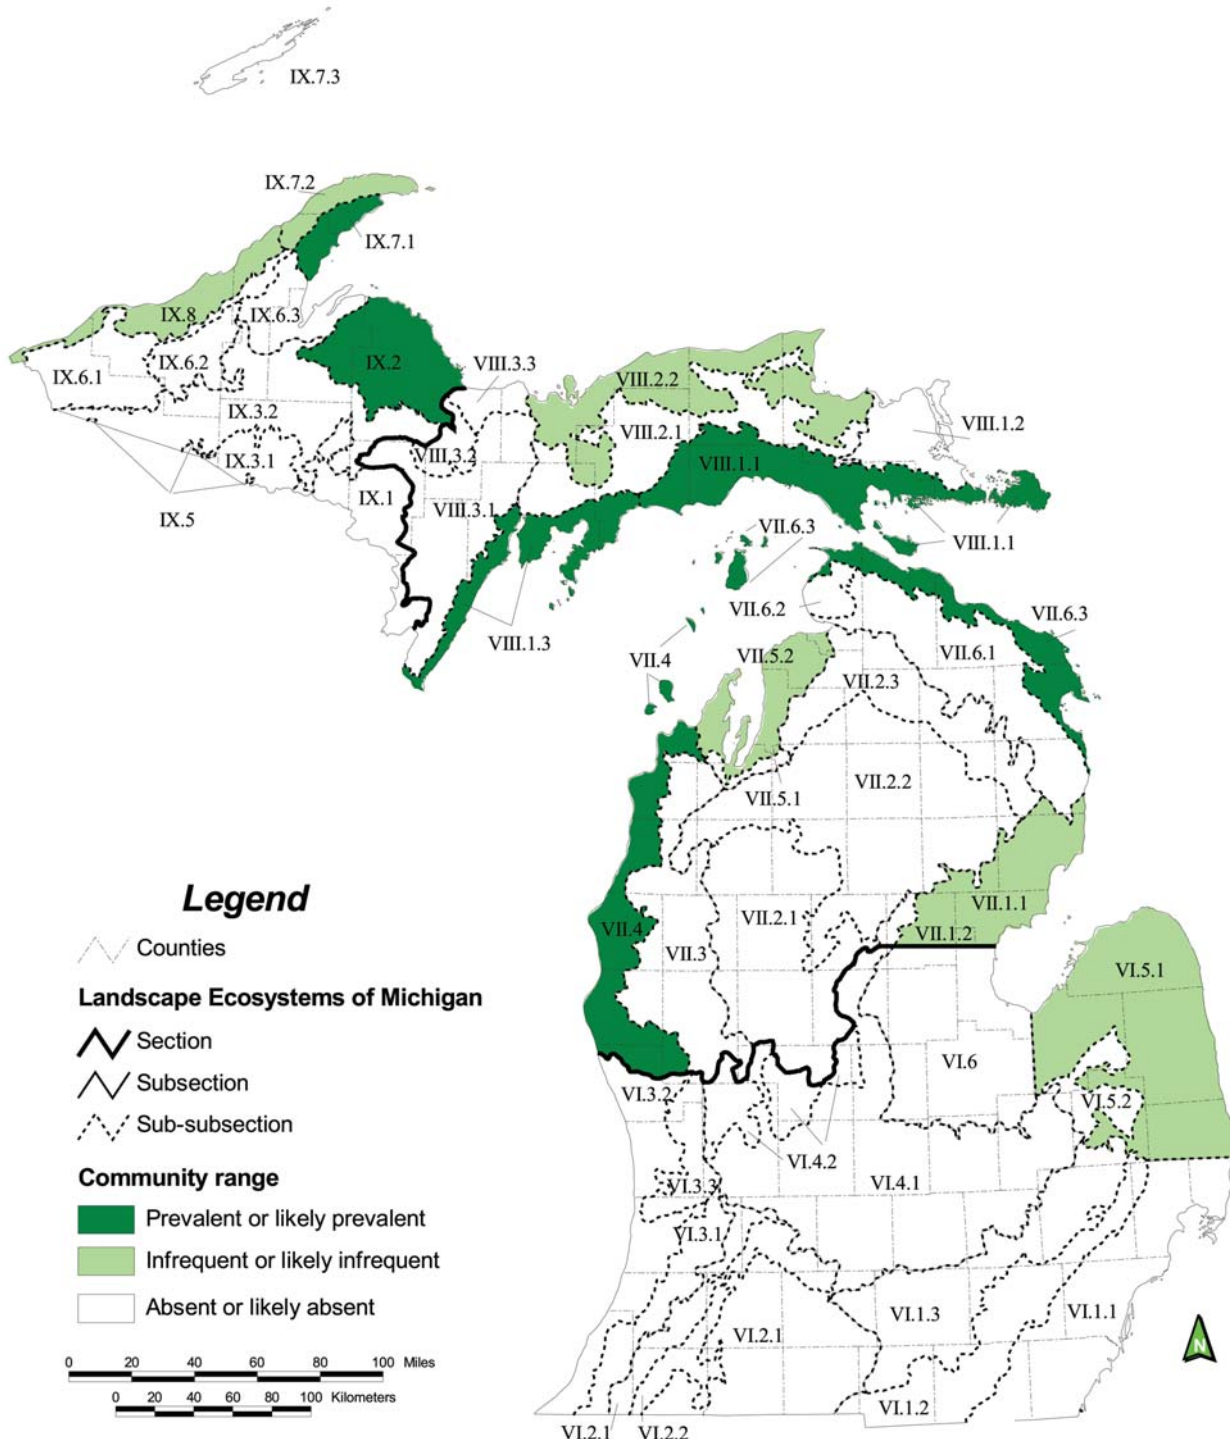 IX.7.3
IX.7.2
IX.7.1
IX.8
IX.6.3
IX.6.2
IX.6.1
IX.2
VIII.3.3
VIII.2.2
VIII.1.2
IX.3.2
VIII.2.1
VIII.3.2
VIII.1.1
IX.3.1
IX.1
IX.5
VIII.3.1
VII.6.3
VIII.1.1
VII.6.2
VII.6.3
VIII.1.3
VII.4
VII.5.2
VII.6.1
VII.2.3
VII.2.2
VII.5.1
VII.1.1
VII.4
VII.2.1
VII.1.2
VII.3
VI.5.1
VI.6
VI.3.2
VI.5.2
VI.4.2
VI.3.3
VI.4.1
VI.3.1
VI.1.3
VI.1.1
VI.2.1
VI.1.2
VI.2.1
VI.2.2
Legend
Counties
Landscape Ecosystems of Michigan
Section
Subsection
Sub-subsection
Community range
Prevalent or likely prevalent
Infrequent or likely infrequent
Absent or likely absent
0 20 40 60 80 100 Miles
0 20 40 60 80 100 Kilometers
N